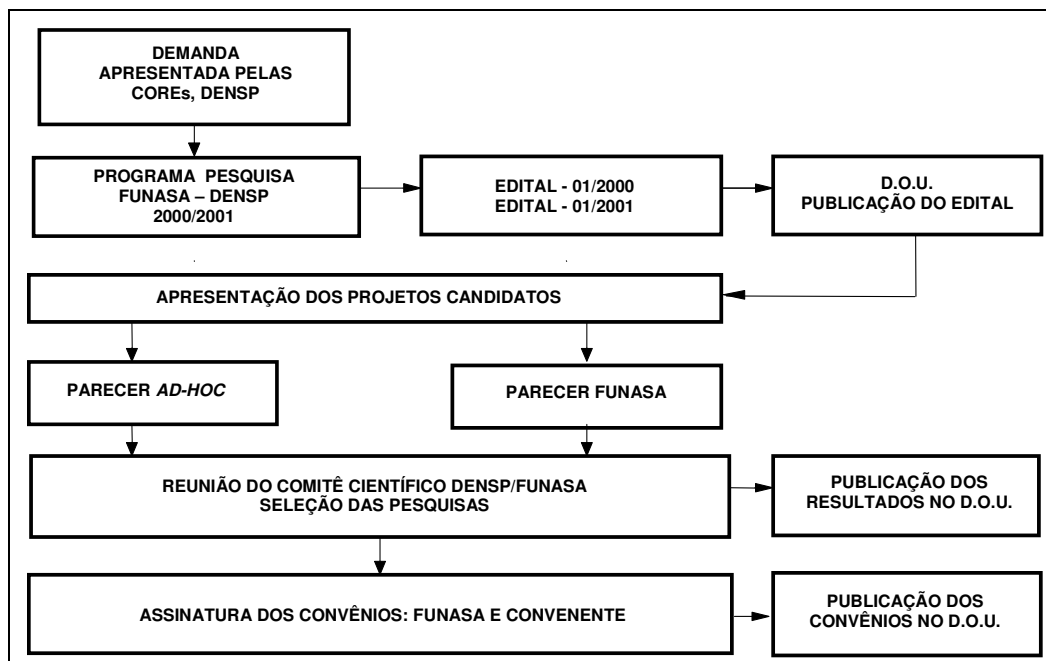 DEMANDA
APRESENTADA PELAS
COREs, DENSP
PROGRAMA PESQUISA
FUNASA – DENSP
2000/2001
EDITAL - 01/2000
EDITAL - 01/2001
D.O.U.
PUBLICAÇÃO DO EDITAL
APRESENTAÇÃO DOS PROJETOS CANDIDATOS
PARECER AD-HOC
PARECER FUNASA
REUNIÃO DO COMITÊ CIENTÍFICO DENSP/FUNASA
SELEÇÃO DAS PESQUISAS
PUBLICAÇÃO DOS
RESULTADOS NO D.O.U.
ASSINATURA DOS CONVÊNIOS: FUNASA E CONVENENTE
PUBLICAÇÃO DOS
CONVÊNIOS NO D.O.U.